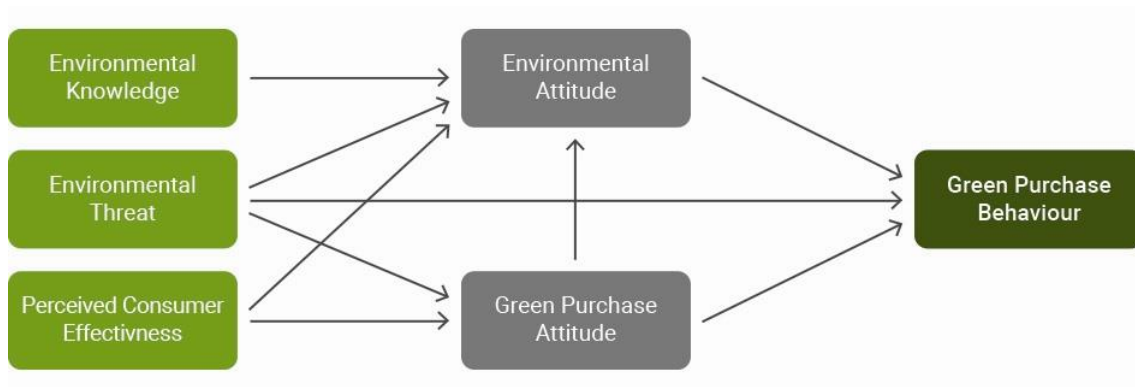 Environmental
Knowledge
Environmental
Attitude
Environmental
Threat
Green Purchase
Behaviour
Perceived Consumer
Effectivness
Green Purchase
Attitude